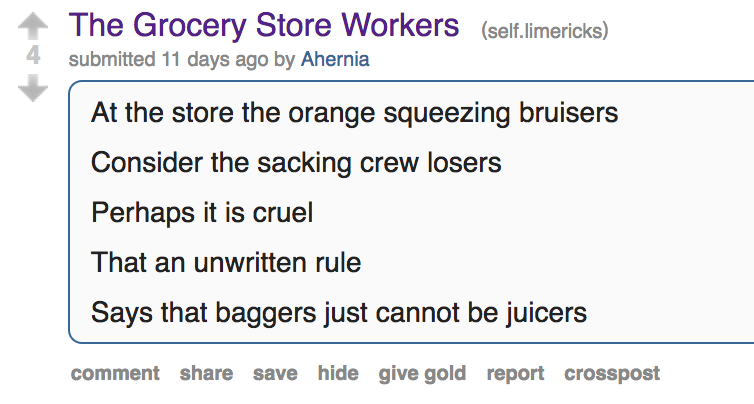 The Grocery Store Workers (self.limericks)
4
submitted 11 days ago by Ahernia
At the store the orange squeezing bruisers
Consider the sacking crew losers
Perhaps it is cruel
That an unwritten rule
Says that baggers just cannot be juicers
comment share save hide give gold report crosspost